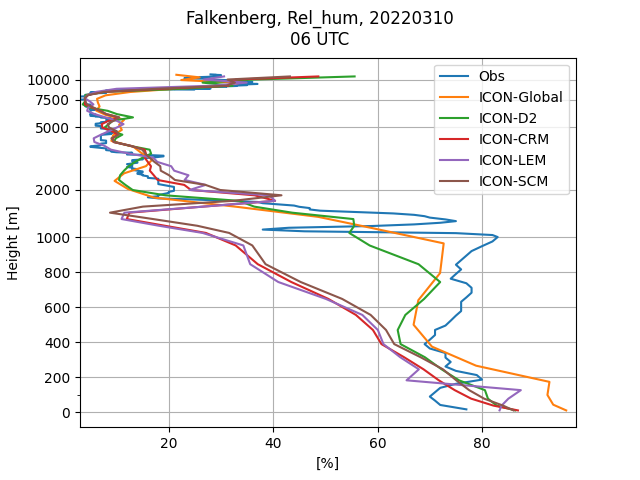 Falkenberg, Rel_hum, 20220310
06 UTC
Obs
ICON-Global
ICON-D2
ICON-CRM
ICON-LEM
ICON-SCM
Height [m]
10000
7500
5000
2000
1000
800
600
400
200
0
20
40
60
80
[%]